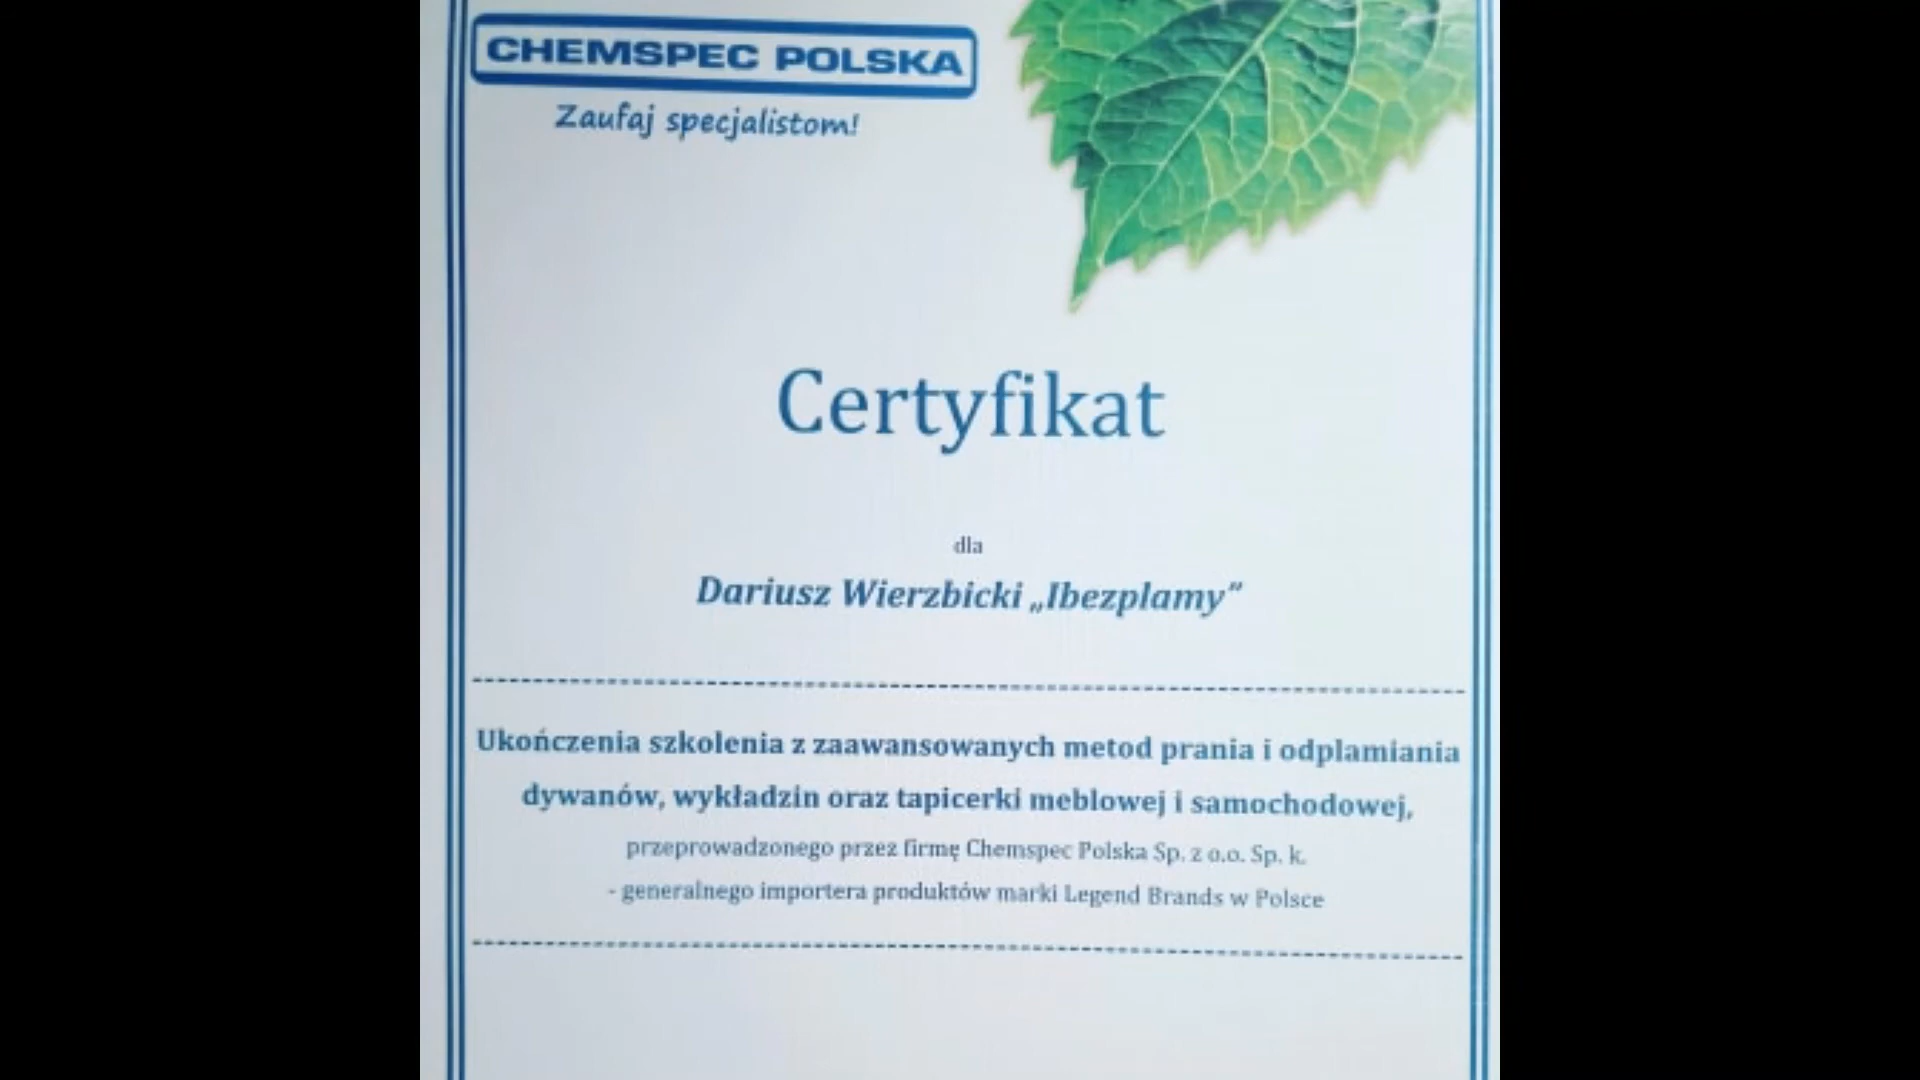 CHEMSPEC POLSKA
Zaufaj specjalistom!
Certyfikat
dla
Dariusz Wierzbicki „Ibezplamy”
Ukończenia szkolenia z zaawansowanych metod prania i odplamiania
dywanów, wykładzin oraz tapicerki meblowej i samochodowej,
przeprowadzonego przez firmę Chemspec Polska Sp. z o.o. Sp. k.
- generalnego importera produktów marki Legend Brands w Polsce